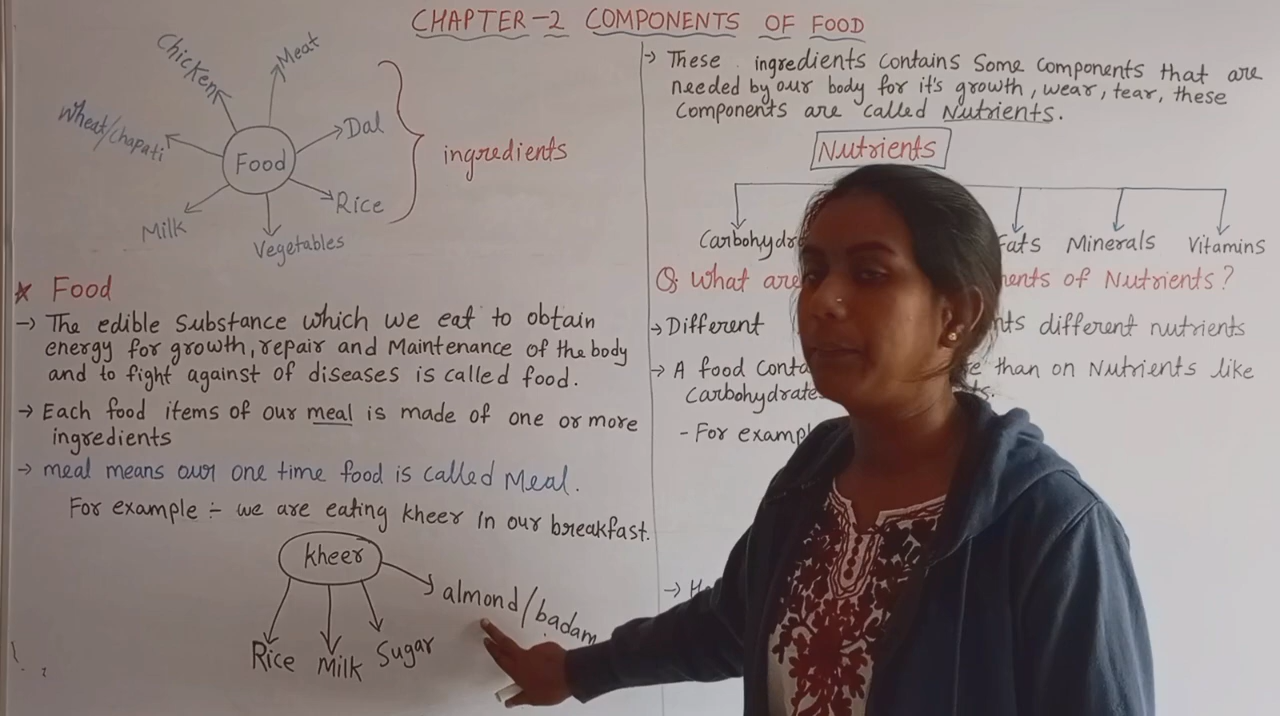 CHAPTER-2 COMPONENTS OF FOOD
Chicken
Meat
Wheat/chapati
Dal
Food
ingredients
Rice
Milk
Vegetables
* Food
→ The edible Substance which we eat to obtain
energy for growth, repair and Maintenance of the body
and to fight against of diseases is called food.
→ Each food items of our meal is made of one or more
ingredients
→ meal means our one time food is called Meal.
For example :- we are eating kheer in our breakfast.
kheer
almond/badam
Rice Milk Sugar
→ These ingredients contains Some Components that are
needed by our body for it's growth, wear, tear, these
Components are called Nutrients.
Nutrients
Fats Minerals Vitamins
Q. What are of Nutrients?
→ Different different nutrients
→ A food than on Nutrients like
- For
→